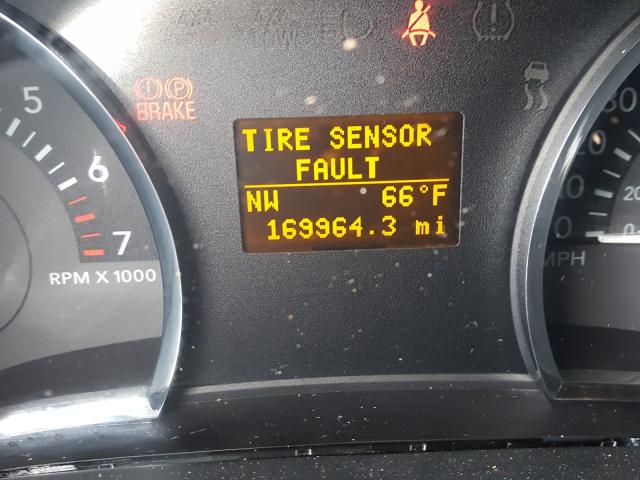 BRAKE
TIRE SENSOR
FAULT
NW 66°F
169964.3 mi
5
6
7
RPM X 1000
MPH